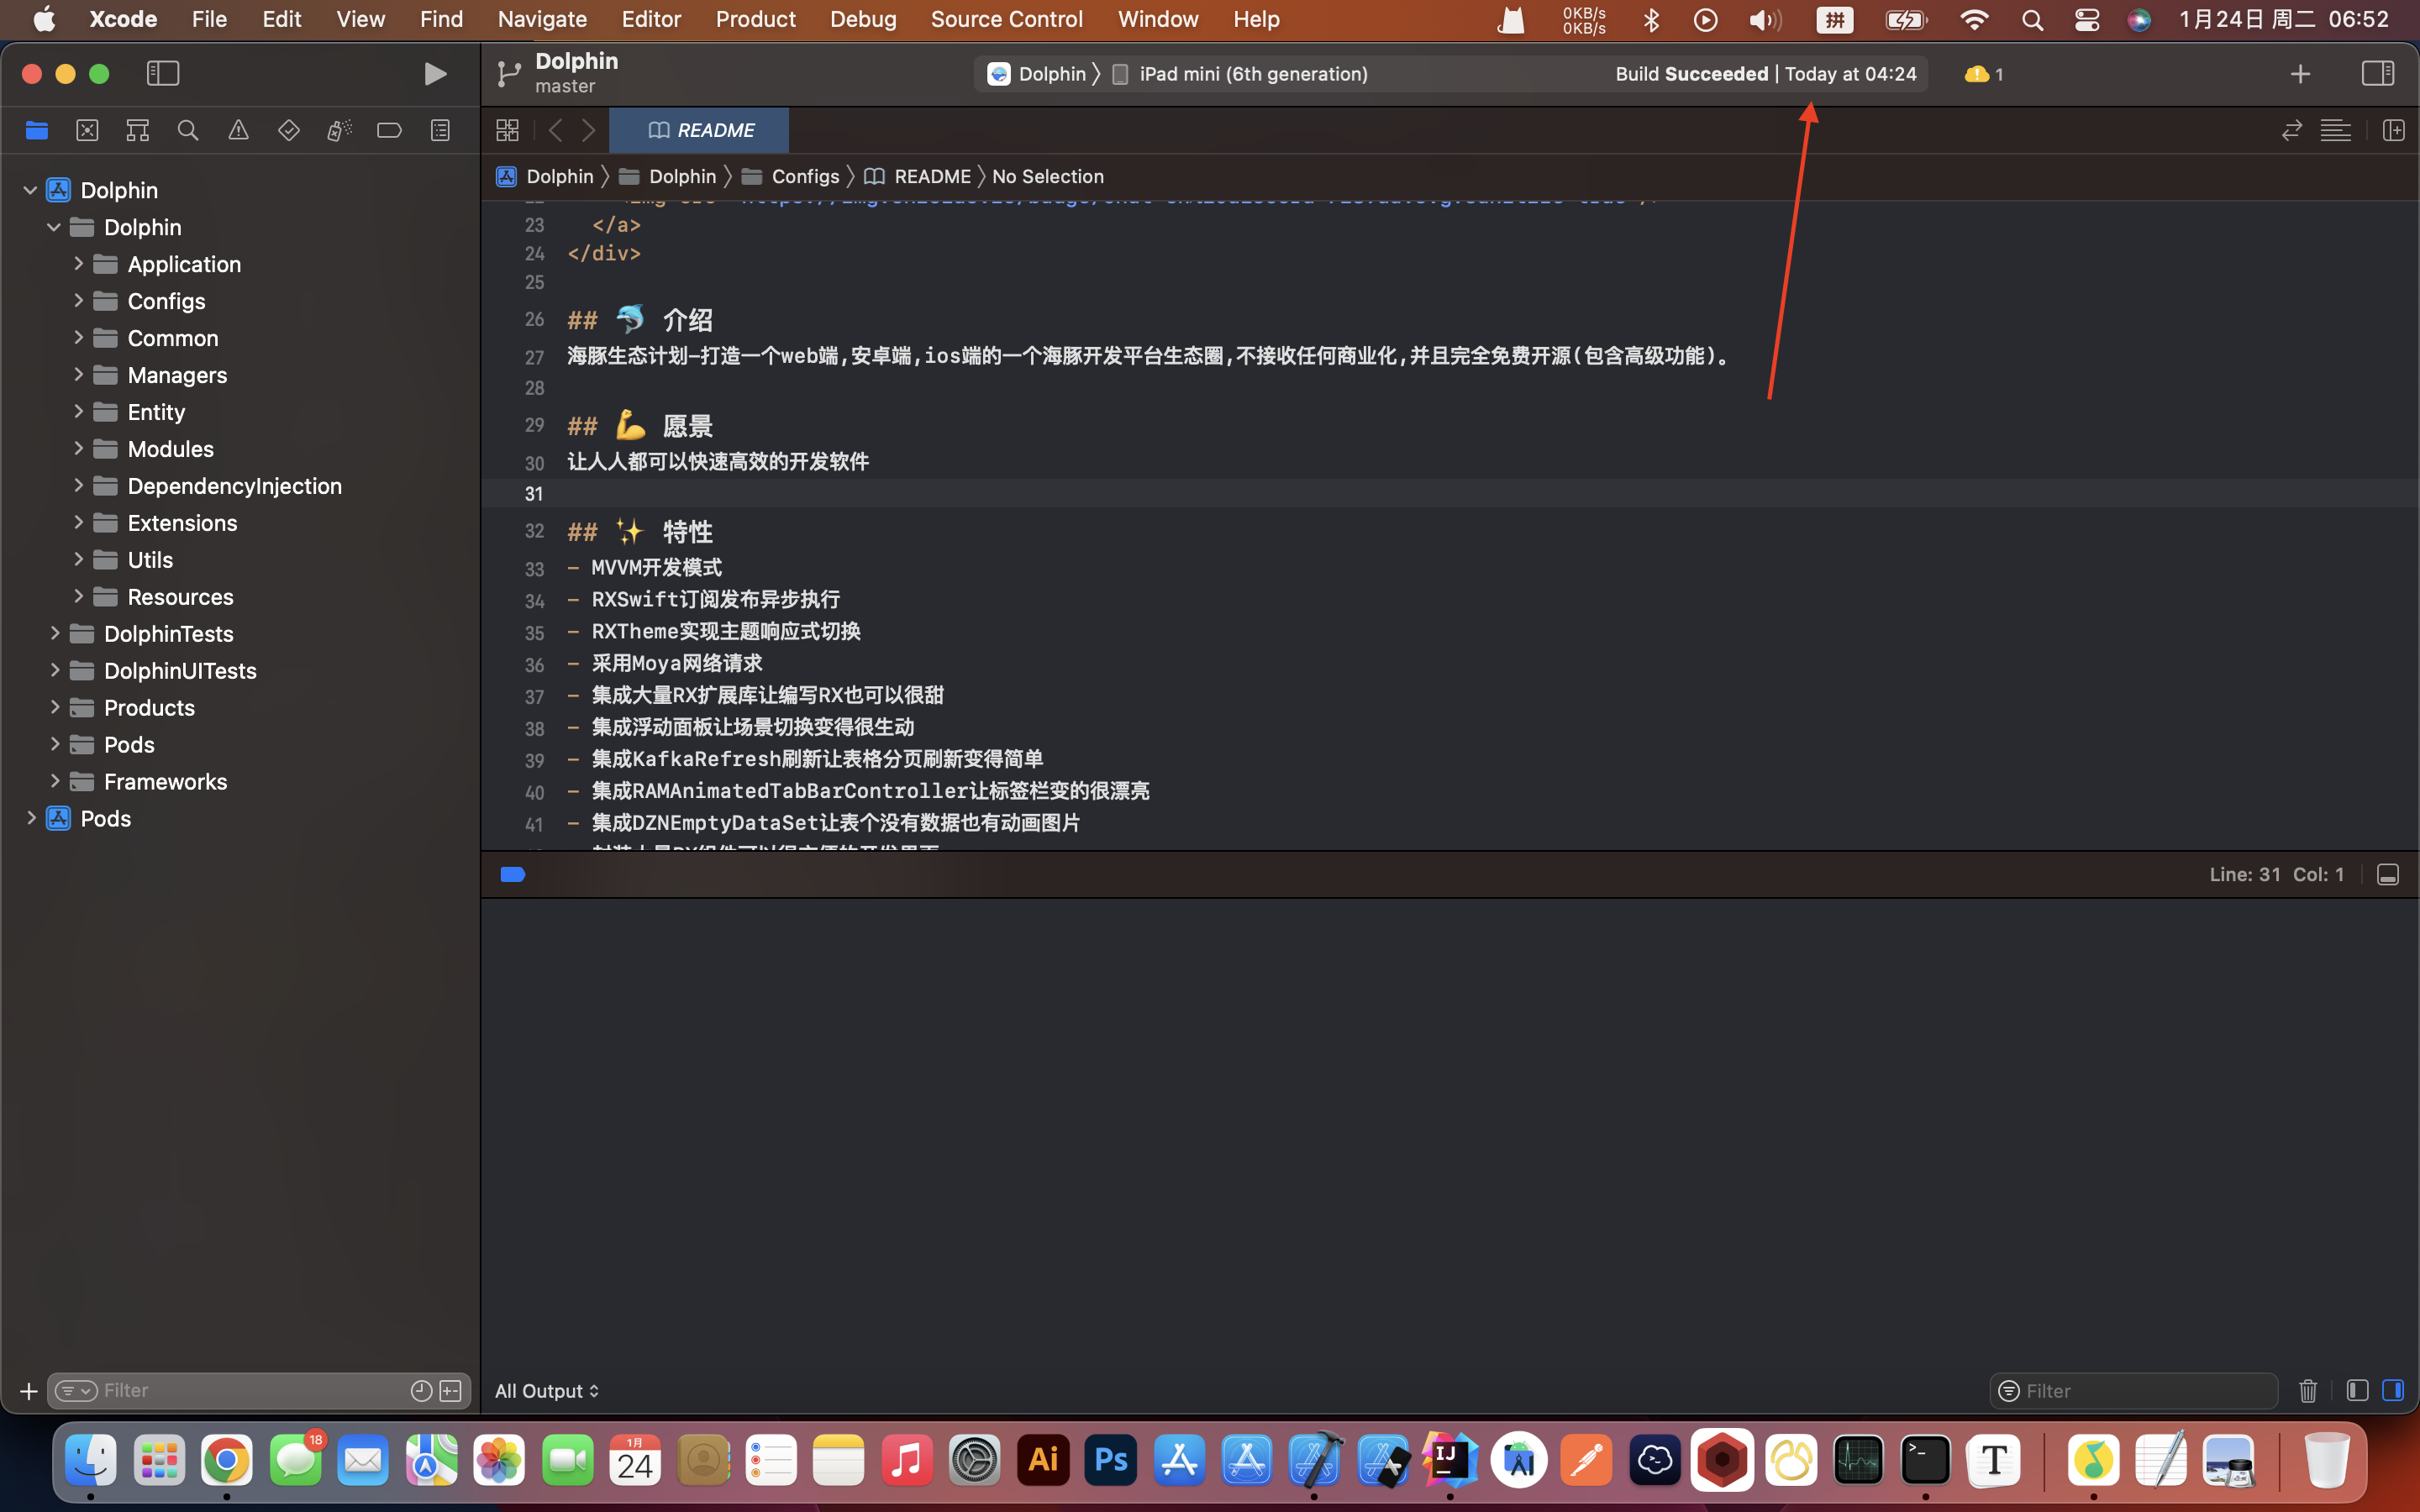 Xcode File Edit View Find Navigate Editor Product Debug Source Control Window Help
0KB/s
0KB/s
拼
1月24日 周二 06:52
Dolphin
master
Dolphin 〉 iPad mini (6th generation)
Build Succeeded | Today at 04:24
1
README
Dolphin 〉 Dolphin 〉 Configs 〉 README 〉 No Selection
Dolphin
Dolphin
Application
Configs
Common
Managers
Entity
Modules
DependencyInjection
Extensions
Utils
Resources
DolphinTests
DolphinUITests
Products
Pods
Frameworks
Pods
23 </a>
24 </div>
25
26 ## 🐬 介绍
27 海豚生态计划-打造一个web端,安卓端,ios端的一个海豚开发平台生态圈,不接收任何商业化,并且完全免费开源(包含高级功能)。
28
29 ## 💪 愿景
30 让人人都可以快速高效的开发软件
31
32 ## ✨ 特性
33 - MVVM开发模式
34 - RXSwift订阅发布异步执行
35 - RXTheme实现主题响应式切换
36 - 采用Moya网络请求
37 - 集成大量RX扩展库让编写RX也可以很甜
38 - 集成浮动面板让场景切换变得很生动
39 - 集成KafkaRefresh刷新让表格分页刷新变得简单
40 - 集成RAMAnimatedTabBarController让标签栏变的很漂亮
41 - 集成DZNEmptyDataSet让表个没有数据也有动画图片
Line: 31 Col: 1
Filter
All Output
Filter
18
1月
24
Ai
Ps
IJ
>_
T